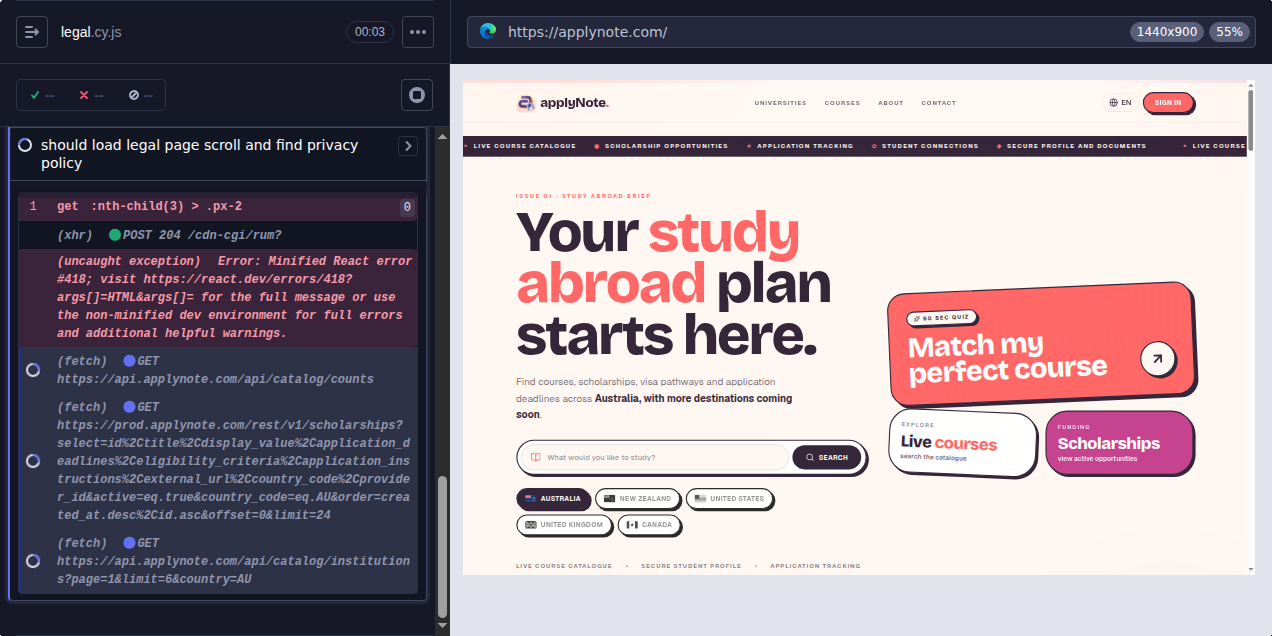 legal.cy.js
00:03
--
--
--
should load legal page scroll and find privacy
policy
1 get :nth-child(3) > .px-2 0
(xhr) POST 204 /cdn-cgi/rum?
(uncaught exception) Error: Minified React error
#418; visit https://react.dev/errors/418?
args[]=HTML&args[]= for the full message or use
the non-minified dev environment for full errors
and additional helpful warnings.
(fetch) GET
https://api.applynote.com/api/catalog/counts
(fetch) GET
https://prod.applynote.com/rest/v1/scholarships?
select=id%2Ctitle%2Cdisplay_value%2Capplication_d
eadlines%2Celigibility_criteria%2Capplication_ins
tructions%2Cexternal_url%2Ccountry_code%2Cprovide
r_id&active=eq.true&country_code=eq.AU&order=crea
ted_at.desc%2Cid.asc&offset=0&limit=24
(fetch) GET
https://api.applynote.com/api/catalog/institution
s?page=1&limit=6&country=AU
https://applynote.com/
1440x900
55%
applyNote.
UNIVERSITIES COURSES ABOUT CONTACT
EN
SIGN IN
LIVE COURSE CATALOGUE SCHOLARSHIP OPPORTUNITIES APPLICATION TRACKING STUDENT CONNECTIONS SECURE PROFILE AND DOCUMENTS LIVE COURSE
ISSUE 01 · STUDY ABROAD BRIEF
Your study
abroad plan
starts here.
Find courses, scholarships, visa pathways and application
deadlines across Australia, with more destinations coming
soon.
What would you like to study?
SEARCH
AUSTRALIA NEW ZEALAND UNITED STATES
UNITED KINGDOM CANADA
LIVE COURSE CATALOGUE • SECURE STUDENT PROFILE • APPLICATION TRACKING
60 SEC QUIZ
Match my
perfect course
EXPLORE
Live courses
search the catalogue
FUNDING
Scholarships
view active opportunities